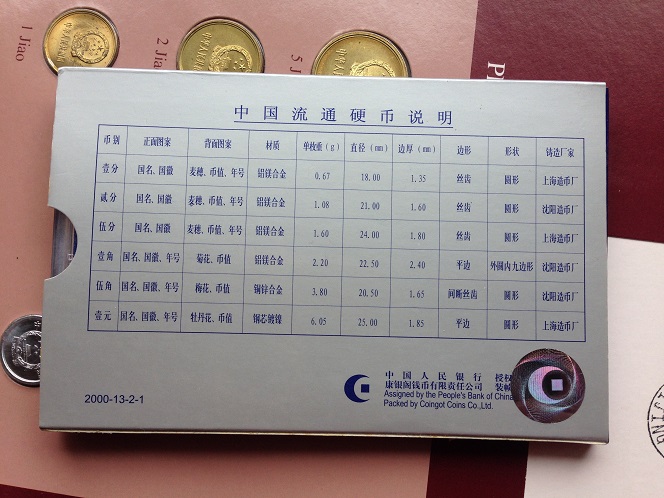 1 Jiao
2 Jia
5 J
中国流通硬币说明
币别 正面图案 背面图案 材质 单枚重(g) 直径(mm) 边厚(mm) 边形 形状 铸造厂家
壹分 国名、国徽 麦穗、币值、年号 铝镁合金 0.67 18.00 1.35 丝齿 圆形 上海造币厂
贰分 国名、国徽 麦穗、币值、年号 铝镁合金 1.08 21.00 1.60 丝齿 圆形 沈阳造币厂
伍分 国名、国徽 麦穗、币值、年号 铝镁合金 1.60 24.00 1.80 丝齿 圆形 上海造币厂
壹角 国名、国徽、年号 菊花、币值 铝镁合金 2.20 22.50 2.40 平边 外圆内九边形 沈阳造币厂
伍角 国名、国徽、年号 梅花、币值 铜锌合金 3.80 20.50 1.65 间断丝齿 圆形 沈阳造币厂
壹元 国名、国徽、年号 牡丹花、币值 钢芯镀镍 6.05 25.00 1.85 平边 圆形 上海造币厂
中国人民银行 授权
康银阁钱币有限责任公司 装帧
Assigned by the People's Bank of China
Packed by Coingot Coins Co.,Ltd.
2000-13-2-1